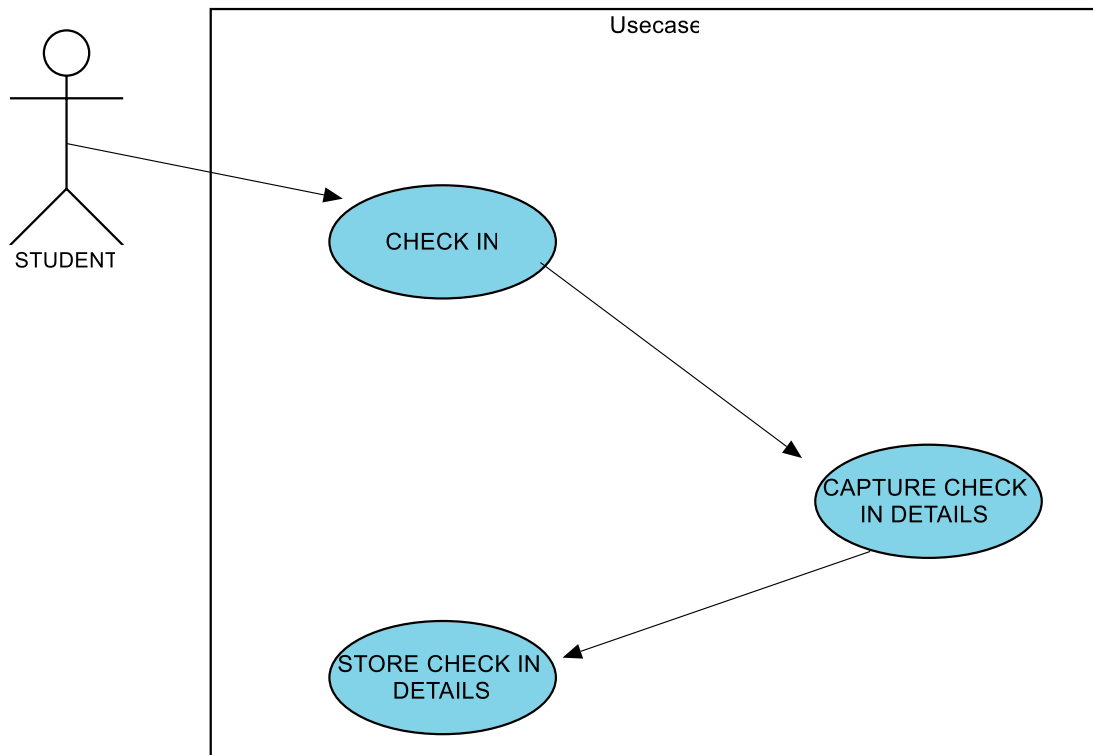 Usecase
STUDENT
CHECK IN
CAPTURE CHECK
IN DETAILS
STORE CHECK IN
DETAILS